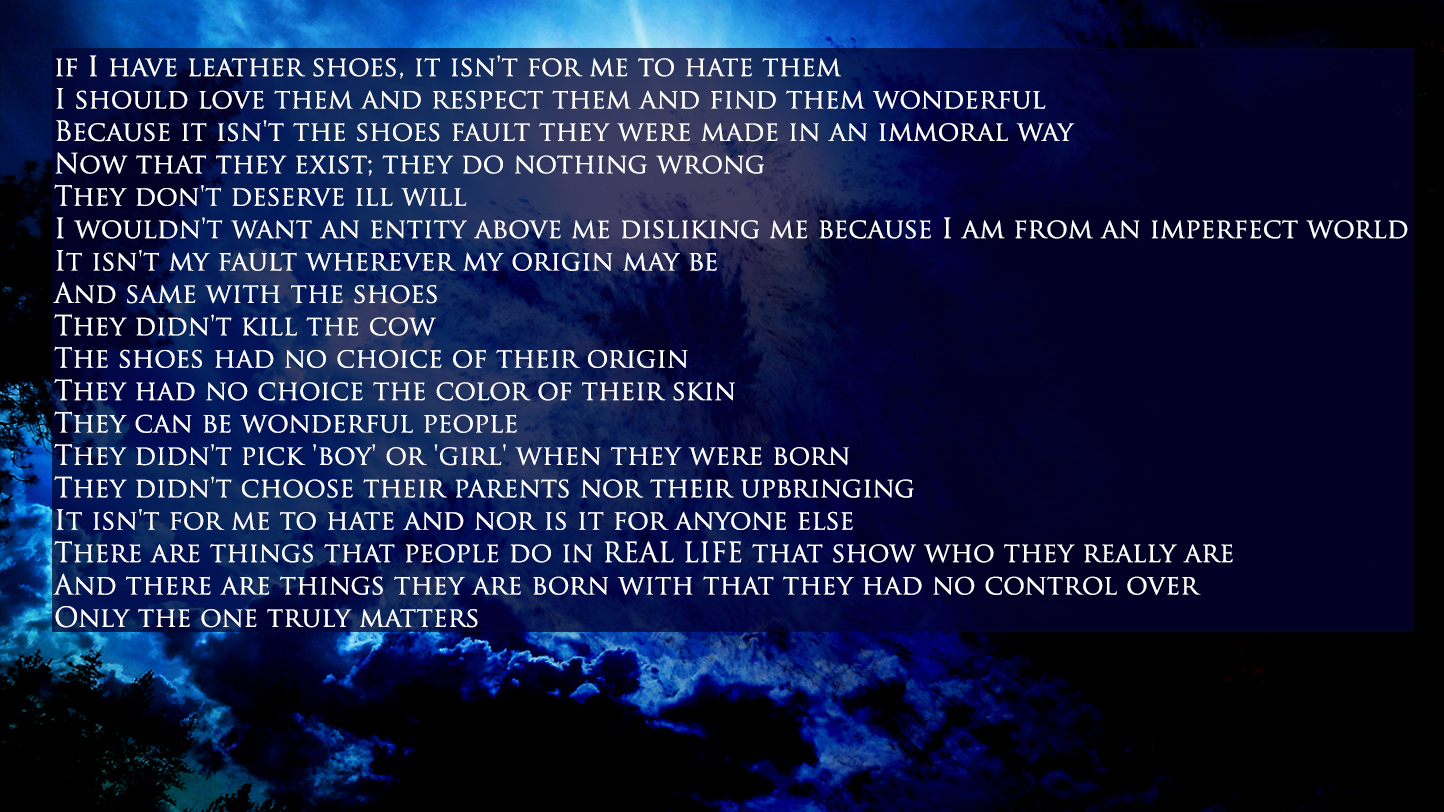 if I have leather shoes, it isn't for me to hate them
I should love them and respect them and find them wonderful
Because it isn't the shoes fault they were made in an immoral way
Now that they exist; they do nothing wrong
They don't deserve ill will
I wouldn't want an entity above me disliking me because I am from an imperfect world
It isn't my fault wherever my origin may be
And same with the shoes
They didn't kill the cow
The shoes had no choice of their origin
They had no choice the color of their skin
They can be wonderful people
They didn't pick 'boy' or 'girl' when they were born
They didn't choose their parents nor their upbringing
It isn't for me to hate and nor is it for anyone else
There are things that people do in REAL LIFE that show who they really are
And there are things they are born with that they had no control over
Only the one truly matters